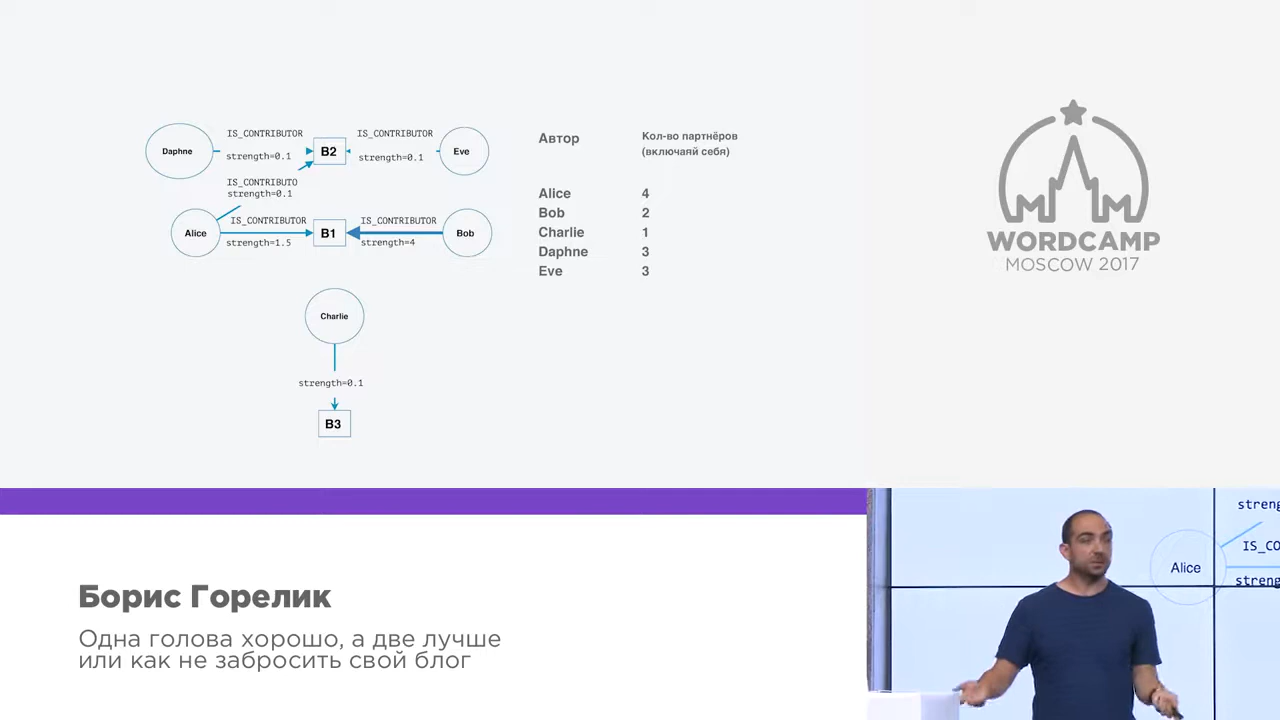 Daphne
IS_CONTRIBUTOR
strength=0.1
B2
IS_CONTRIBUTOR
strength=0.1
Eve
IS_CONTRIBUTO
strength=0.1
Alice
IS_CONTRIBUTOR
strength=1.5
B1
IS_CONTRIBUTOR
strength=4
Bob
Charlie
strength=0.1
B3
Автор
Кол-во партнёров
(включаяй себя)
Alice 4
Bob 2
Charlie 1
Daphne 3
Eve 3
WORDCAMP
MOSCOW 2017
Борис Горелик
Одна голова хорошо, а две лучше
или как не забросить свой блог
streng
Alice
IS_CO
streng